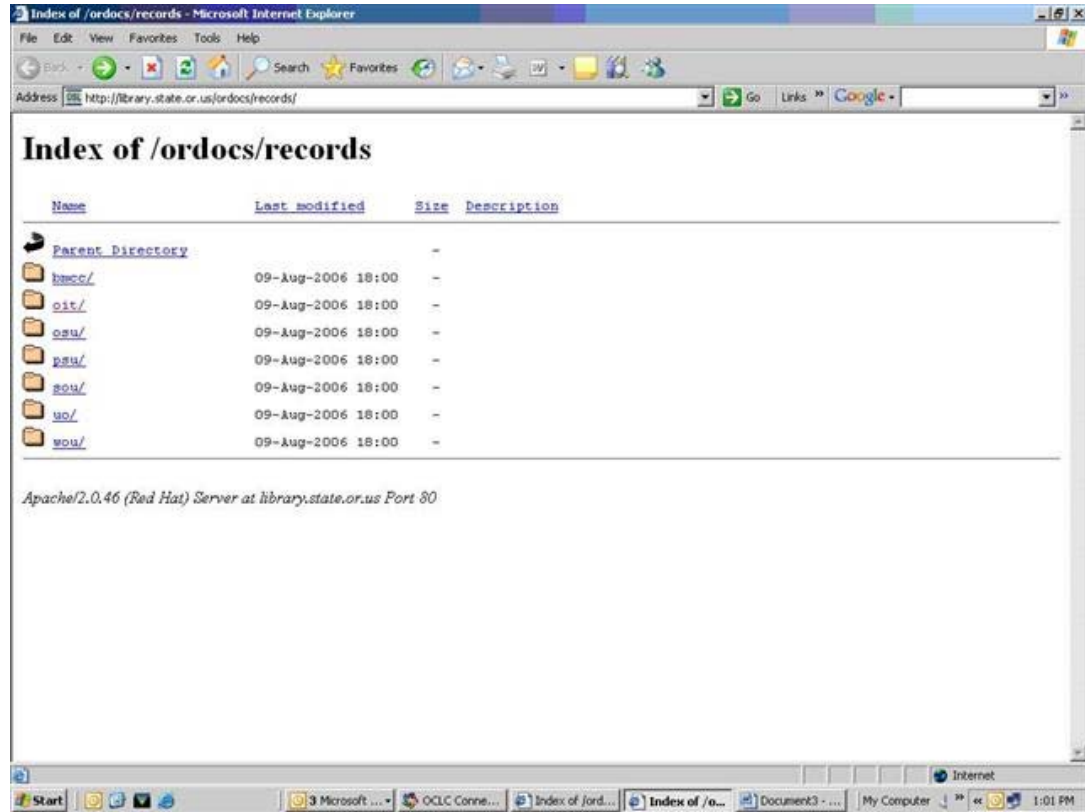 Index of /ordocs/records - Microsoft Internet Explorer
File Edit View Favorites Tools Help
Back Search Favorites
Address http://library.state.or.us/ordocs/records/ Go Links » Google -
Index of /ordocs/records
Name Last modified Size Description
Parent Directory -
bmcc/ 09-Aug-2006 18:00 -
oit/ 09-Aug-2006 18:00 -
osu/ 09-Aug-2006 18:00 -
psu/ 09-Aug-2006 18:00 -
sou/ 09-Aug-2006 18:00 -
uo/ 09-Aug-2006 18:00 -
wou/ 09-Aug-2006 18:00 -
Apache/2.0.46 (Red Hat) Server at library.state.or.us Port 80
Internet
Start 3 Microsoft ... OCLC Conne... Index of /ord... Index of /o... Document3 - ... My Computer » « 1:01 PM